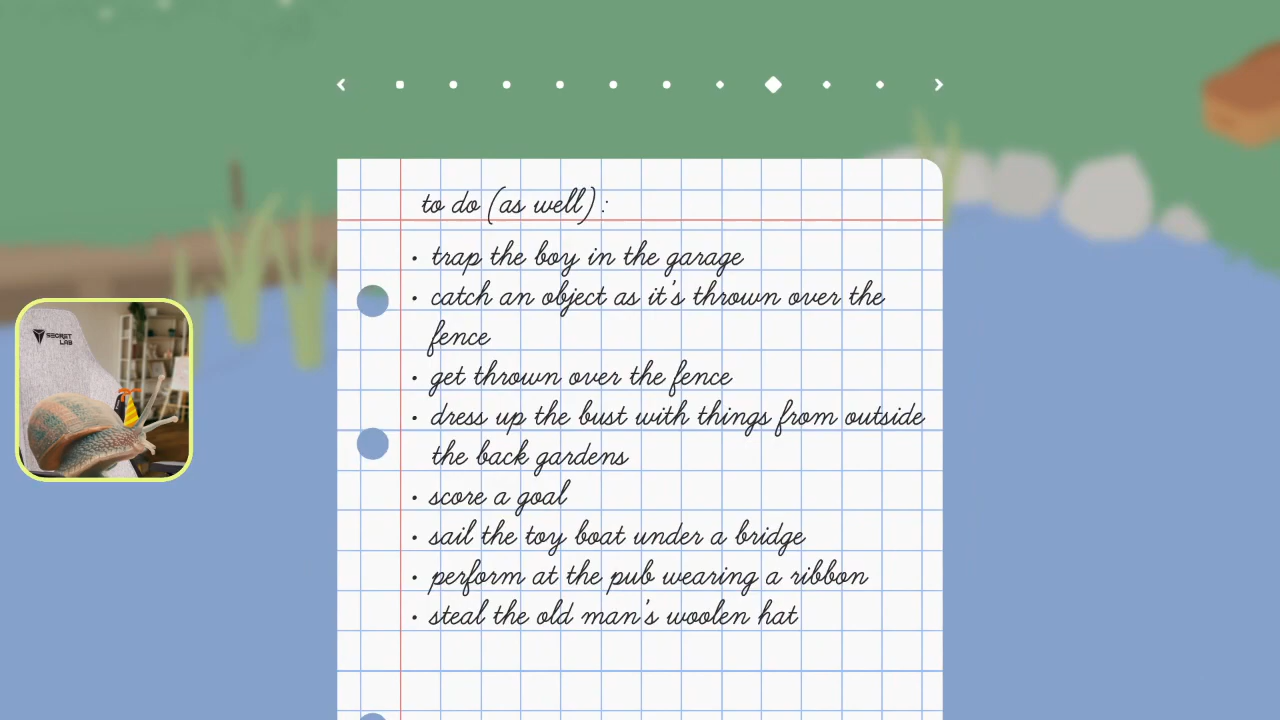 to do (as well):
• trap the boy in the garage
• catch an object as it's thrown over the
fence
• get thrown over the fence
• dress up the bust with things from outside
the back gardens
• score a goal
• sail the toy boat under a bridge
• perform at the pub wearing a ribbon
• steal the old man's woolen hat
SECRET
LAB